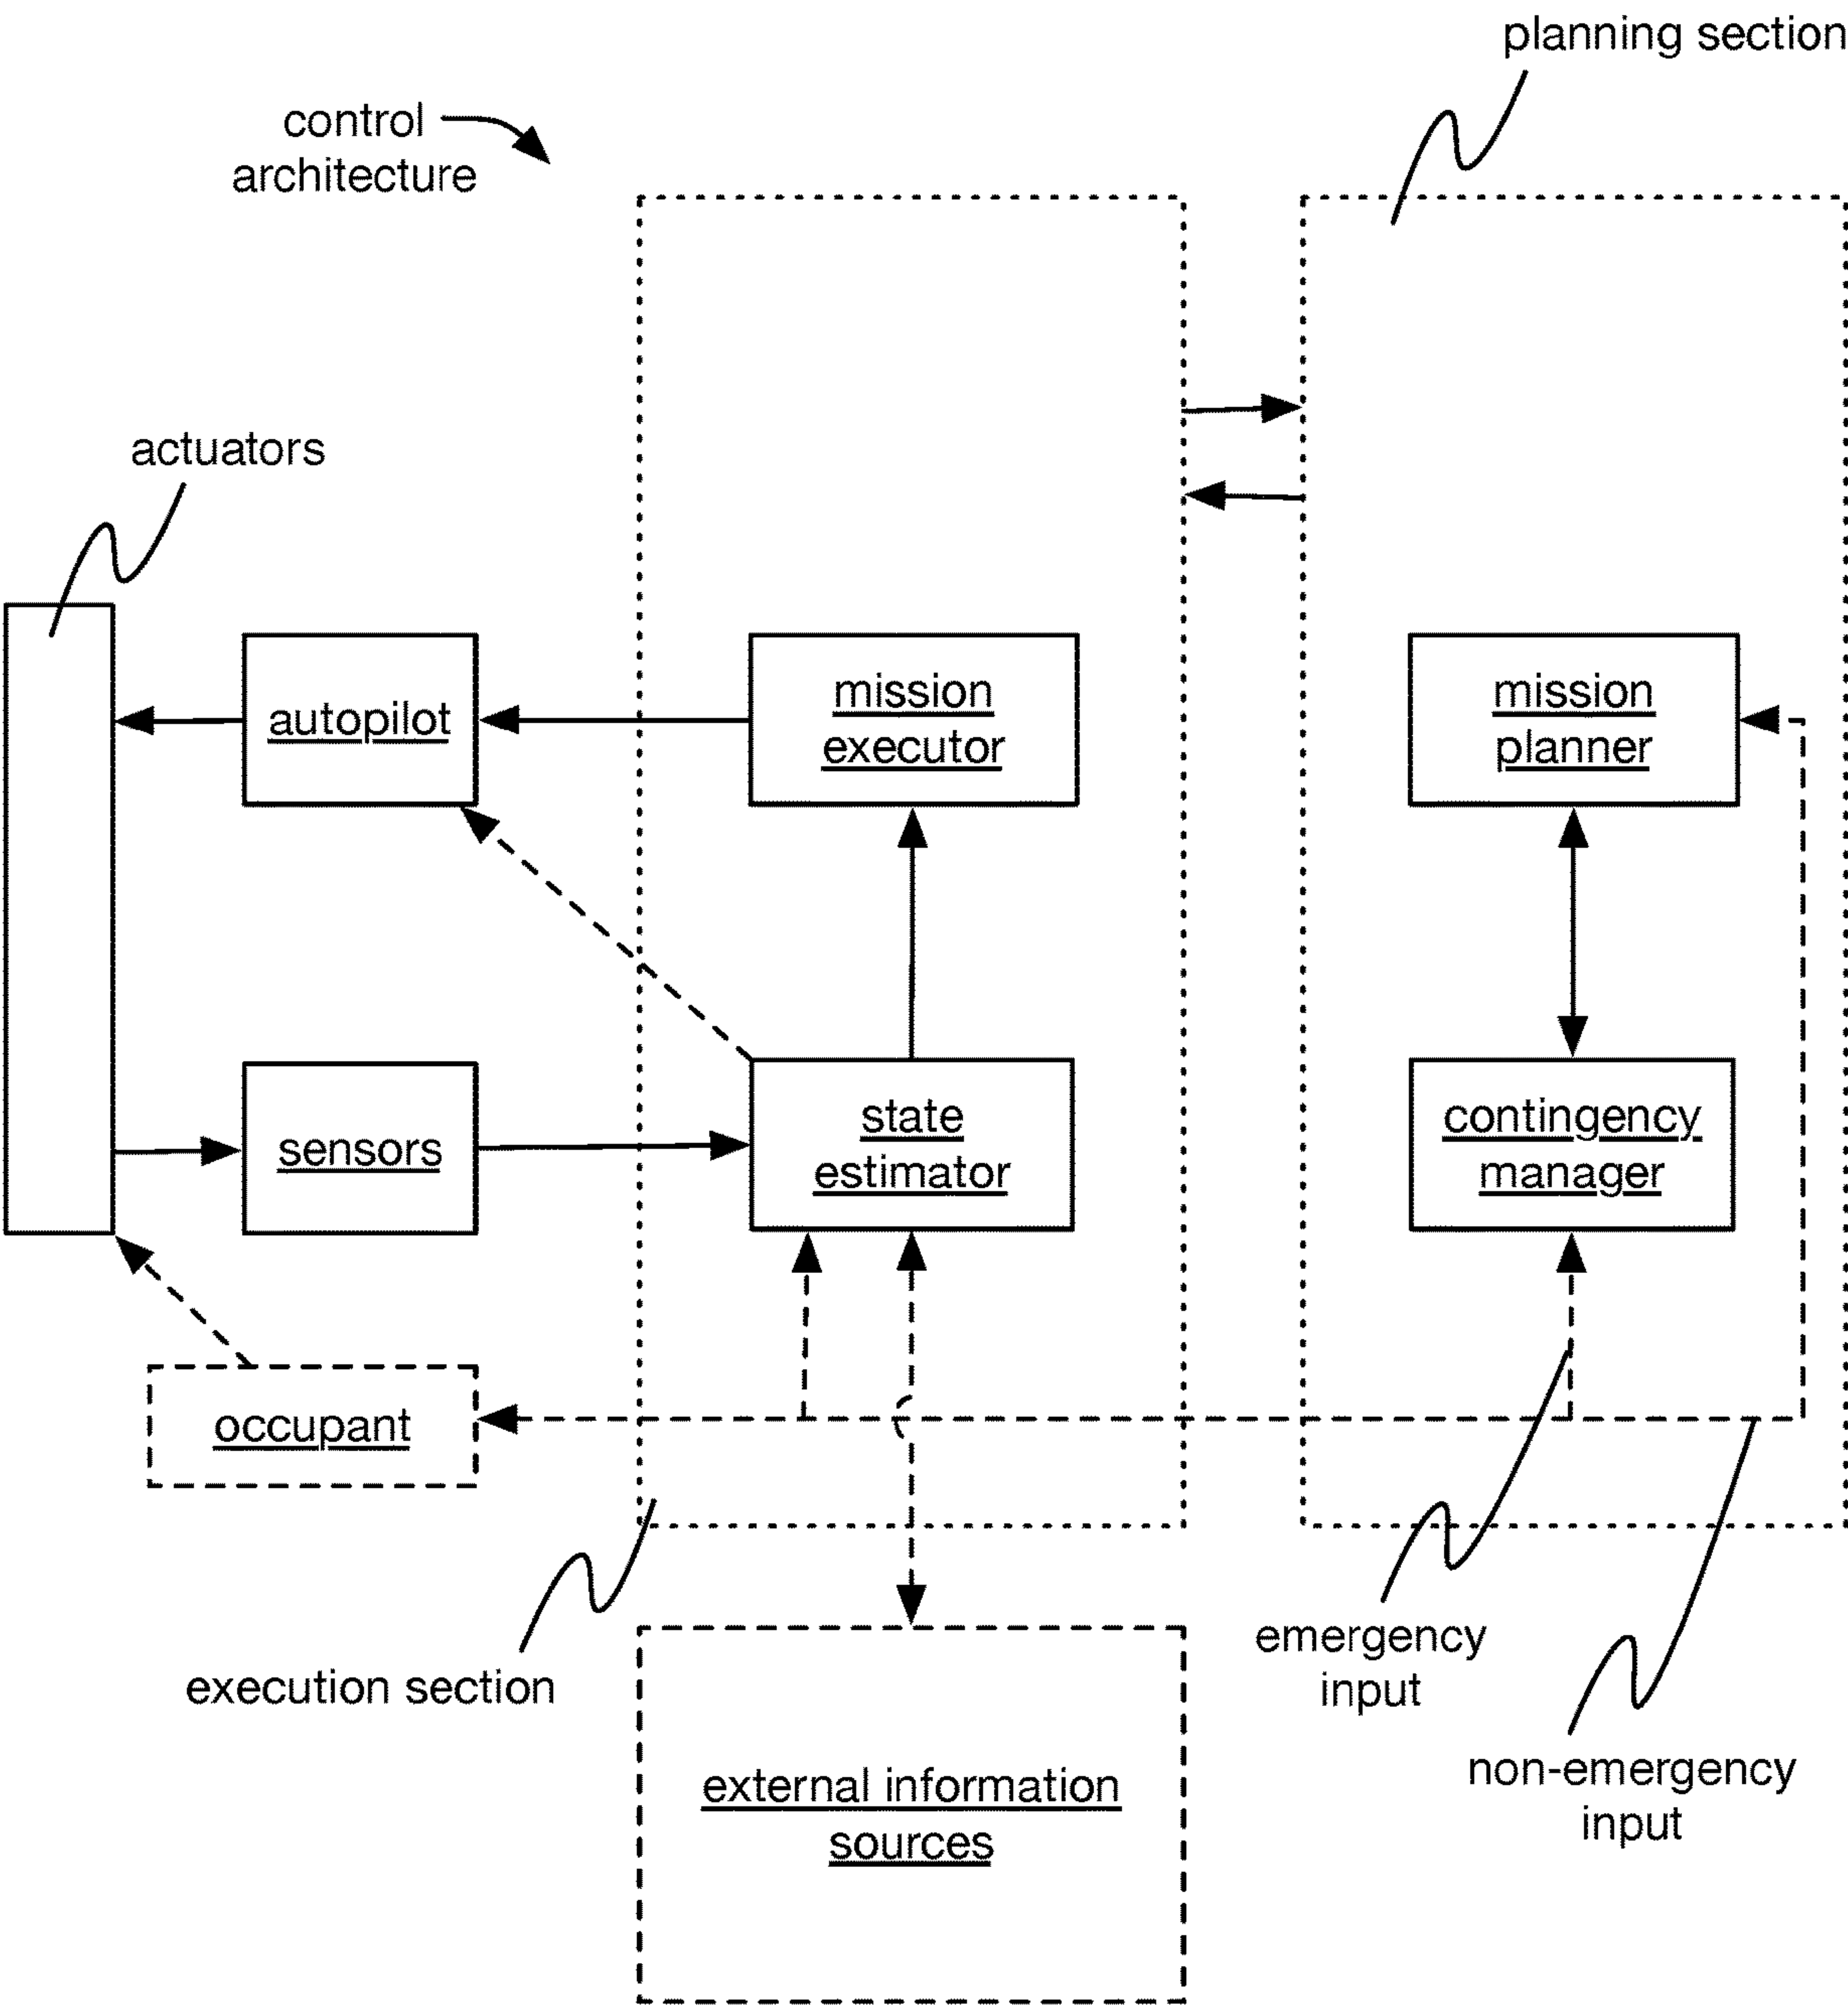 planning section
control
architecture
actuators
autopilot
mission
executor
mission
planner
sensors
state
estimator
contingency
manager
occupant
execution section
emergency
input
external information
sources
non-emergency
input